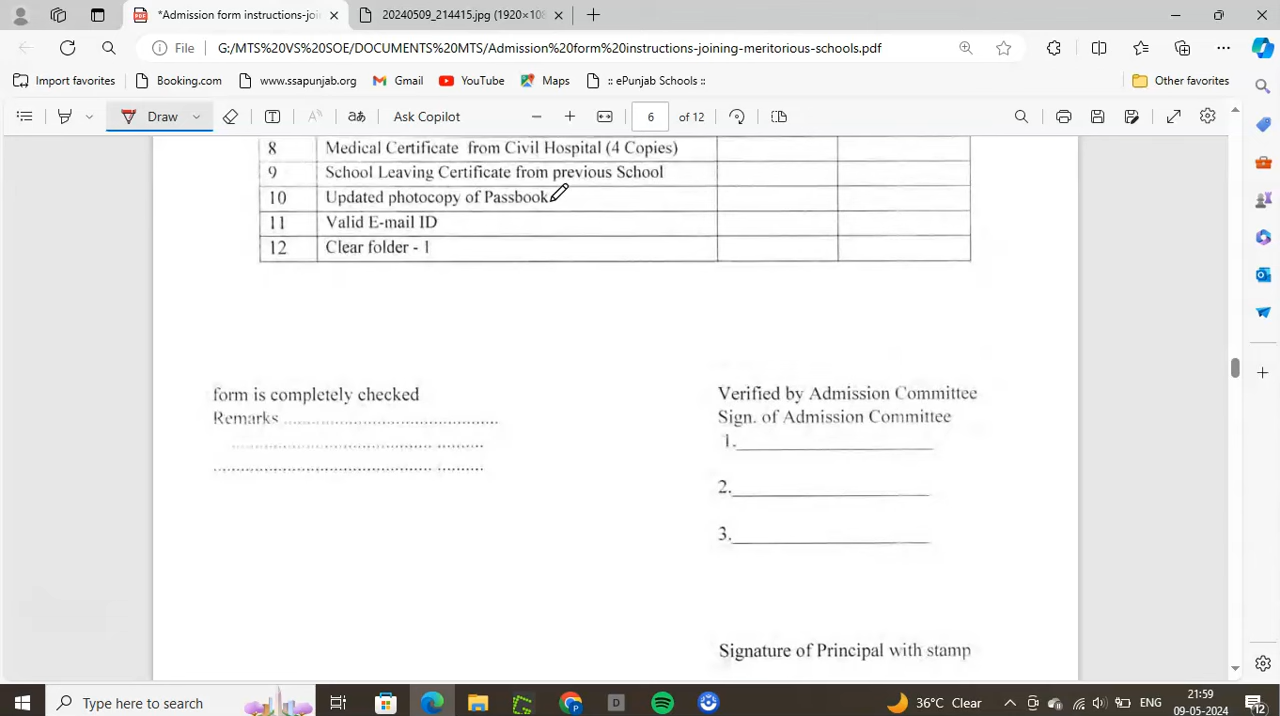 *Admission form instructions-joi
20240509_214415.jpg (1920×108
File
G:/MTS%20VS%20SOE/DOCUMENTS%20MTS/Admission%20form%20instructions-joining-meritorious-schools.pdf
Import favorites
Booking.com
www.ssapunjab.org
Gmail
YouTube
Maps
:: ePunjab Schools ::
Other favorites
Draw
Ask Copilot
6 of 12
8 Medical Certificate from Civil Hospital (4 Copies)
9 School Leaving Certificate from previous School
10 Updated photocopy of Passbook
11 Valid E-mail ID
12 Clear folder - 1
form is completely checked
Remarks ................................................
................................................
................................................
Verified by Admission Committee
Sign. of Admission Committee
1.____________________
2.____________________
3.____________________
Signature of Principal with stamp
Type here to search
36°C Clear
ENG
21:59
09-05-2024
12